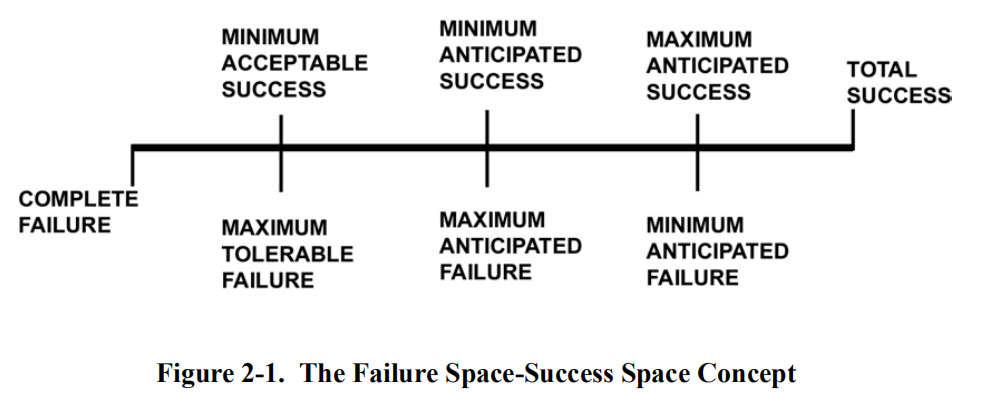 MINIMUM
ACCEPTABLE
SUCCESS
MINIMUM
ANTICIPATED
SUCCESS
MAXIMUM
ANTICIPATED
SUCCESS
TOTAL
SUCCESS
COMPLETE
FAILURE
MAXIMUM
TOLERABLE
FAILURE
MAXIMUM
ANTICIPATED
FAILURE
MINIMUM
ANTICIPATED
FAILURE
Figure 2-1. The Failure Space-Success Space Concept